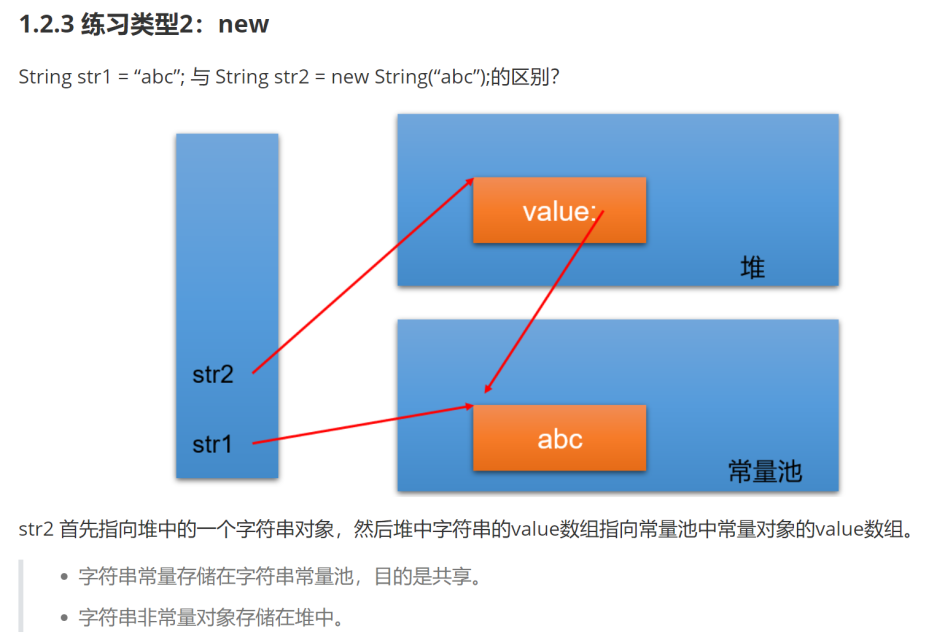 1.2.3 练习类型2：new
String str1 = “abc”; 与 String str2 = new String(“abc”);的区别？
value:
堆
str2
str1
abc
常量池
str2 首先指向堆中的一个字符串对象，然后堆中字符串的value数组指向常量池中常量对象的value数组。
• 字符串常量存储在字符串常量池，目的是共享。
• 字符串非常量对象存储在堆中。